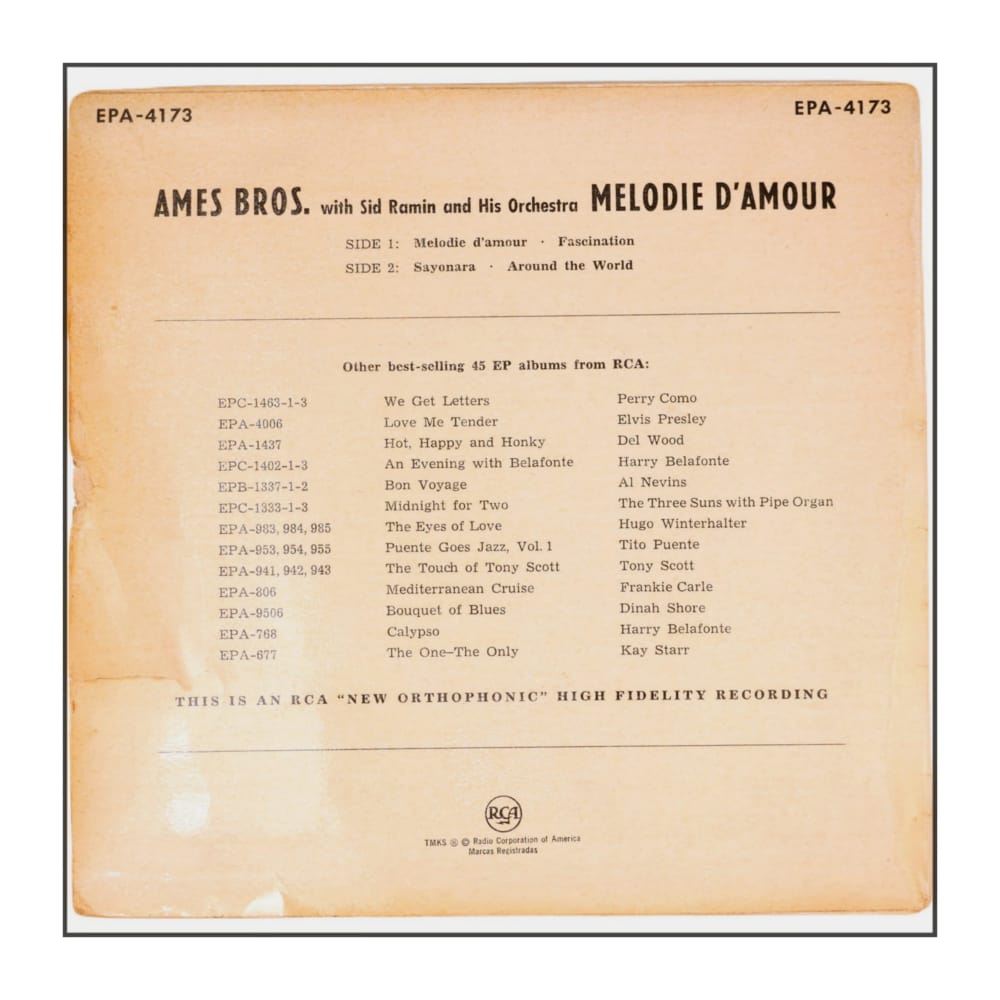 EPA-4173 EPA-4173
AMES BROS. with Sid Ramin and His Orchestra MELODIE D'AMOUR
SIDE 1: Melodie d'amour · Fascination
SIDE 2: Sayonara · Around the World
Other best-selling 45 EP albums from RCA:
EPC-1463-1-3 We Get Letters Perry Como
EPA-4006 Love Me Tender Elvis Presley
EPA-1437 Hot, Happy and Honky Del Wood
EPC-1402-1-3 An Evening with Belafonte Harry Belafonte
EPB-1337-1-2 Bon Voyage Al Nevins
EPC-1333-1-3 Midnight for Two The Three Suns with Pipe Organ
EPA-983, 984, 985 The Eyes of Love Hugo Winterhalter
EPA-953, 954, 955 Puente Goes Jazz, Vol. 1 Tito Puente
EPA-941, 942, 943 The Touch of Tony Scott Tony Scott
EPA-806 Mediterranean Cruise Frankie Carle
EPA-9506 Bouquet of Blues Dinah Shore
EPA-768 Calypso Harry Belafonte
EPA-677 The One—The Only Kay Starr
THIS IS AN RCA "NEW ORTHOPHONIC" HIGH FIDELITY RECORDING
RCA
TMKS ® © Radio Corporation of America
Marcas Registradas